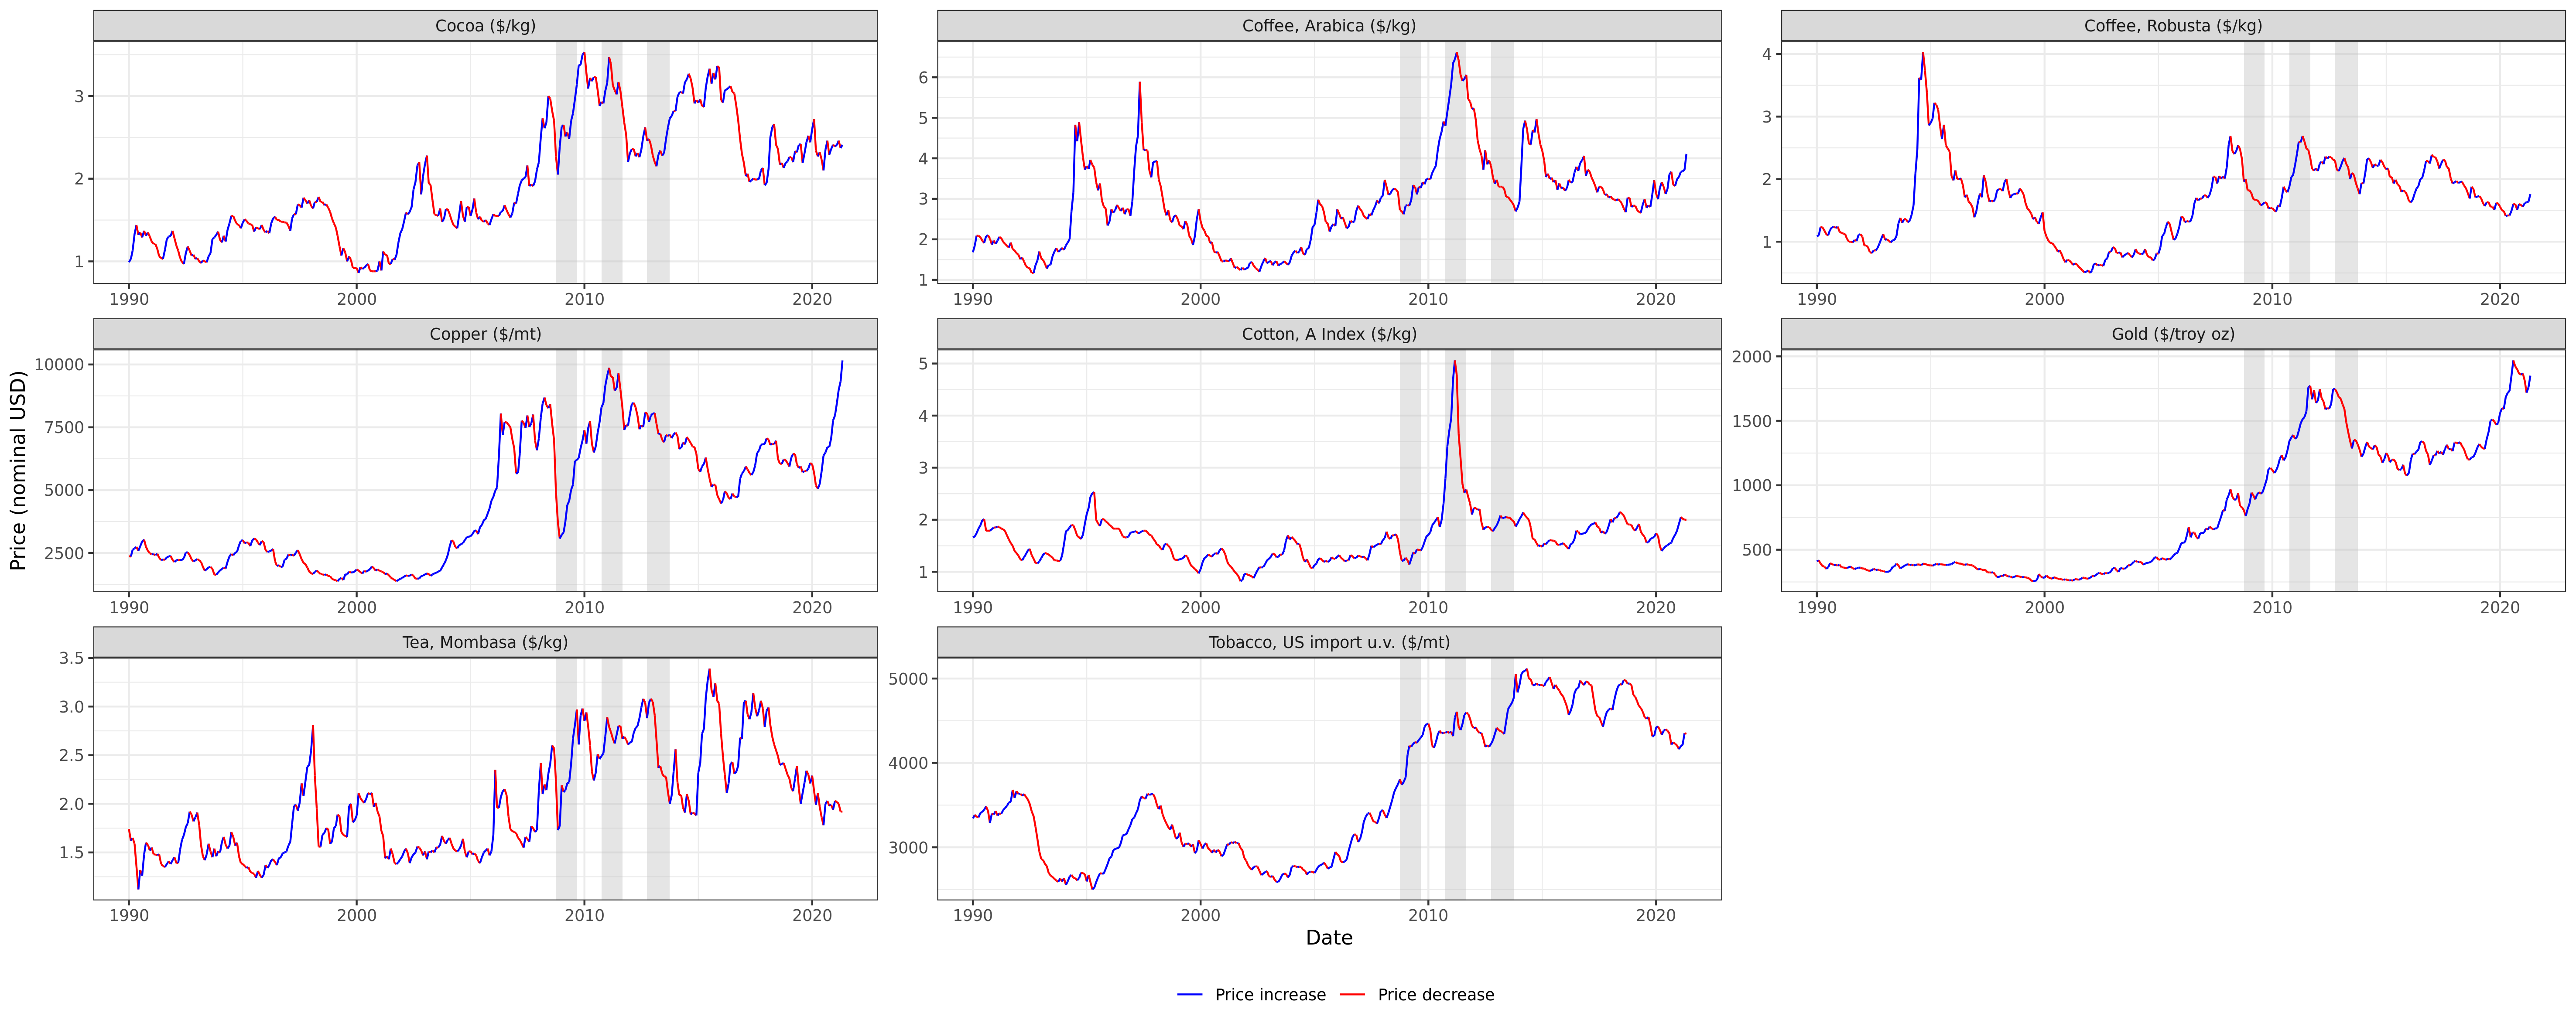 Cocoa ($/kg)
Coffee, Arabica ($/kg)
Coffee, Robusta ($/kg)
3
2
1
1990 2000 2010 2020
6
5
4
3
2
1
1990 2000 2010 2020
4
3
2
1
1990 2000 2010 2020
Price (nominal USD)
Copper ($/mt)
Cotton, A Index ($/kg)
Gold ($/troy oz)
10000
7500
5000
2500
1990 2000 2010 2020
5
4
3
2
1
1990 2000 2010 2020
2000
1500
1000
500
1990 2000 2010 2020
Tea, Mombasa ($/kg)
Tobacco, US import u.v. ($/mt)
3.5
3.0
2.5
2.0
1.5
1990 2000 2010 2020
5000
4000
3000
1990 2000 2010 2020
Date
Price increase Price decrease